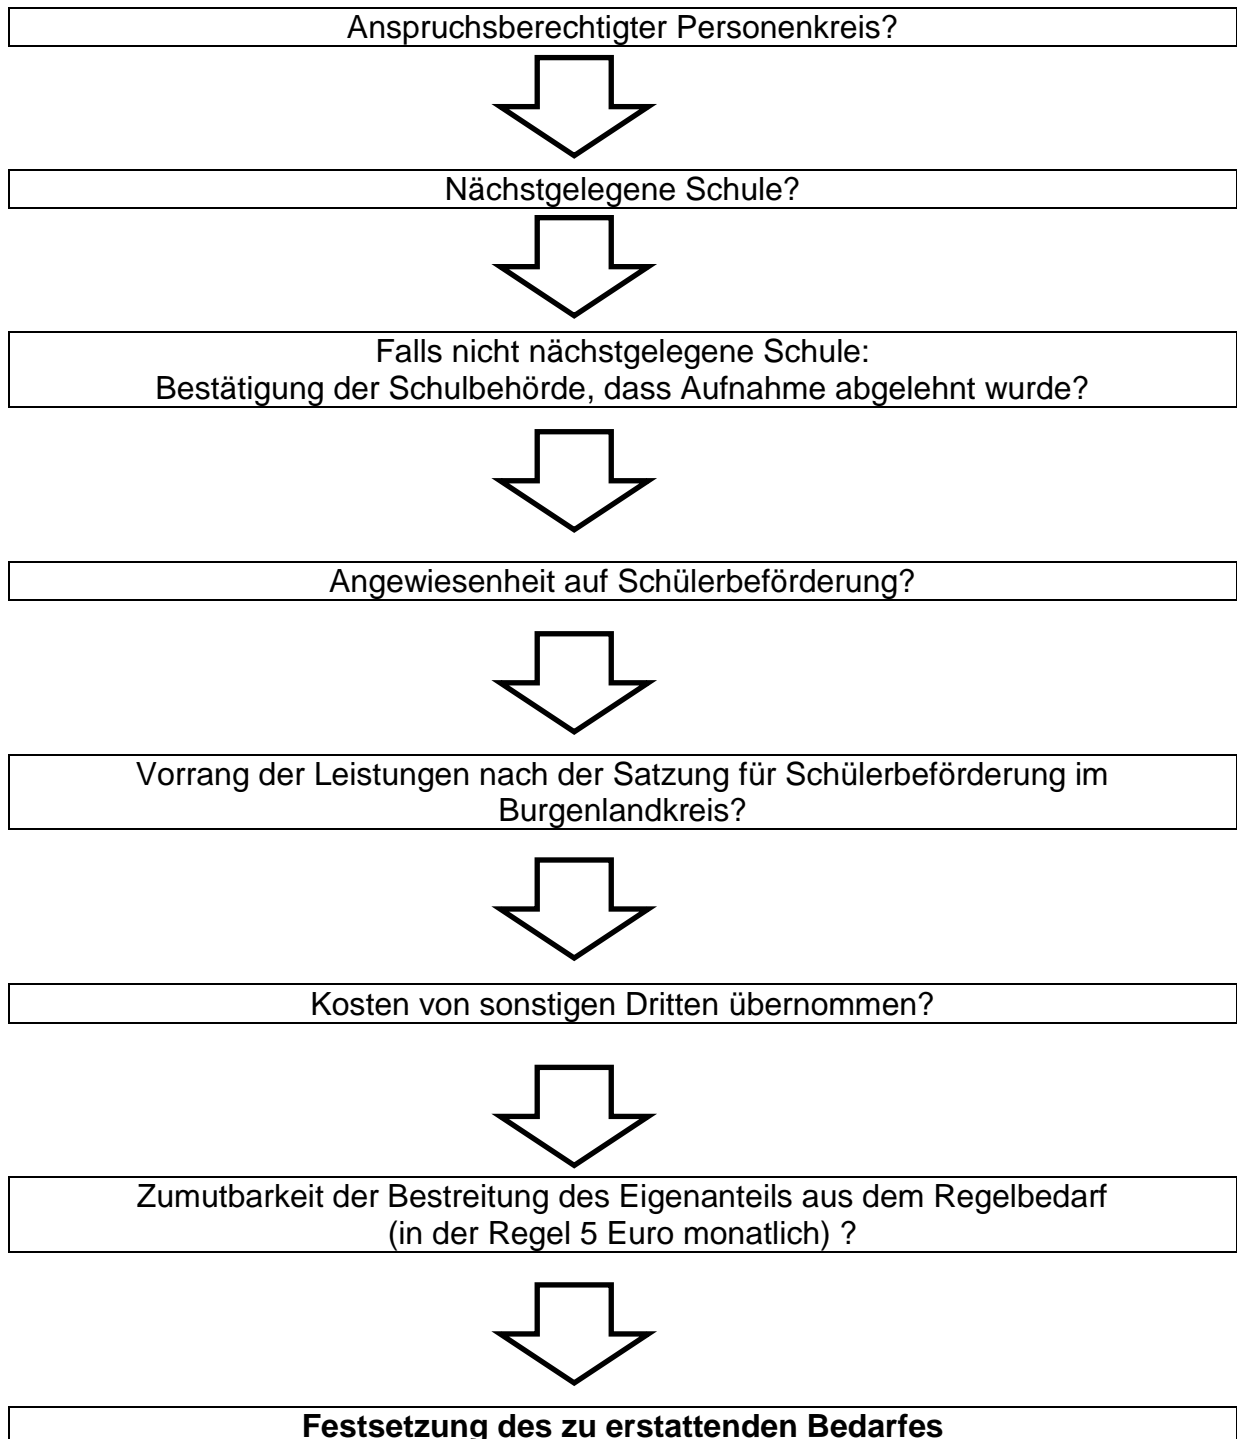 Anspruchsberechtigter Personenkreis?
Nächstgelegene Schule?
Falls nicht nächstgelegene Schule:
Bestätigung der Schulbehörde, dass Aufnahme abgelehnt wurde?
Angewiesenheit auf Schülerbeförderung?
Vorrang der Leistungen nach der Satzung für Schülerbeförderung im
Burgenlandkreis?
Kosten von sonstigen Dritten übernommen?
Zumutbarkeit der Bestreitung des Eigenanteils aus dem Regelbedarf
(in der Regel 5 Euro monatlich) ?
Festsetzung des zu erstattenden Bedarfes